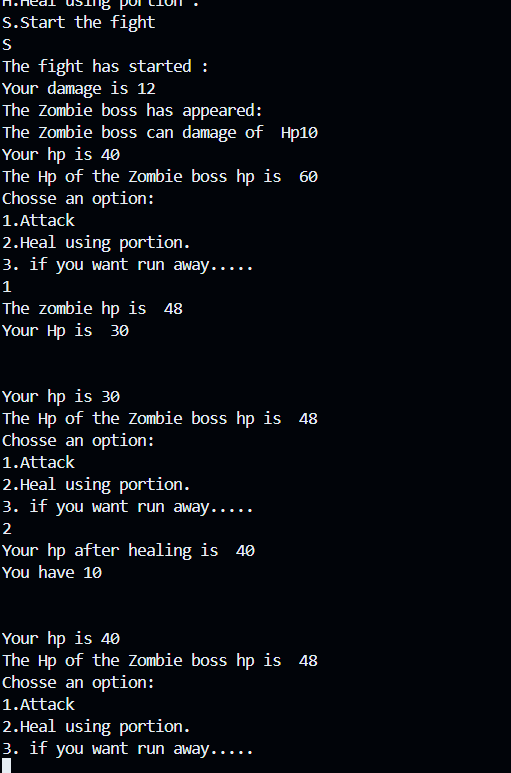 H.Heal using portion .
S.Start the fight
S
The fight has started :
Your damage is 12
The Zombie boss has appeared:
The Zombie boss can damage of  Hp10
Your hp is 40
The Hp of the Zombie boss hp is  60
Chosse an option:
1.Attack
2.Heal using portion.
3. if you want run away.....
1
The zombie hp is  48
Your Hp is  30
Your hp is 30
The Hp of the Zombie boss hp is  48
Chosse an option:
1.Attack
2.Heal using portion.
3. if you want run away.....
2
Your hp after healing is  40
You have 10
Your hp is 40
The Hp of the Zombie boss hp is  48
Chosse an option:
1.Attack
2.Heal using portion.
3. if you want run away.....